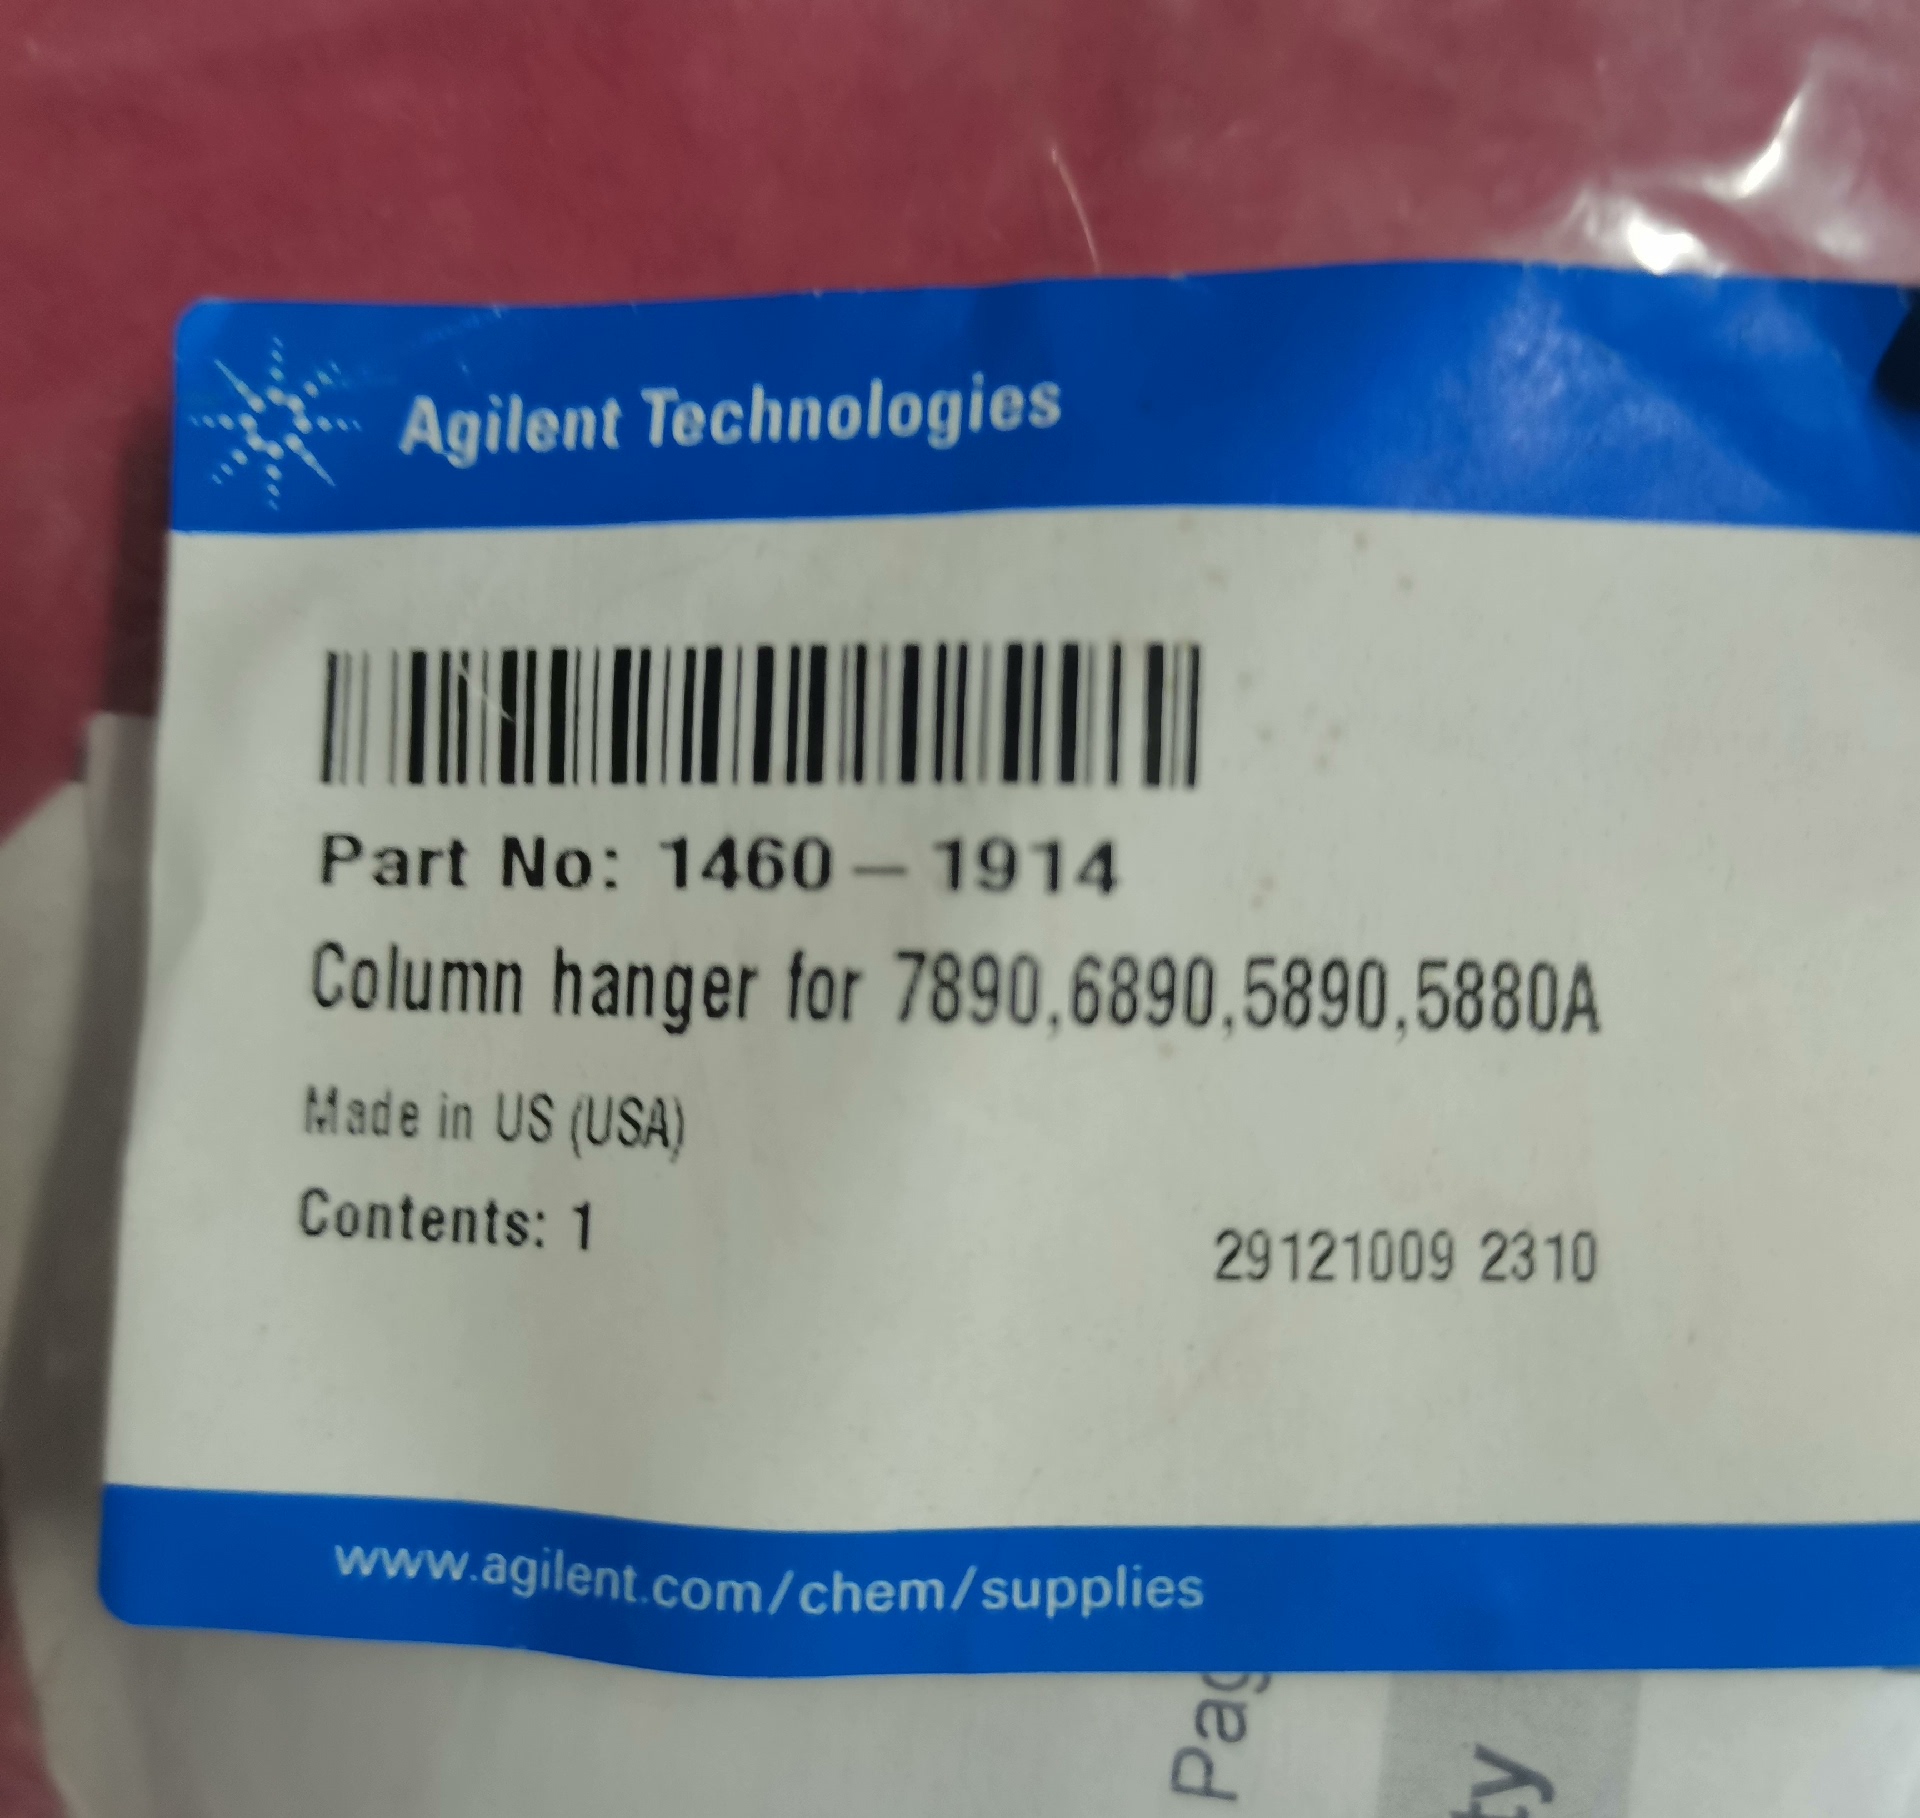 Agilent Technologies
Part No: 1460-1914
Column hanger for 7890,6890,5890,5880A
Made in US (USA)
Contents: 1
29121009 2310
www.agilent.com/chem/supplies